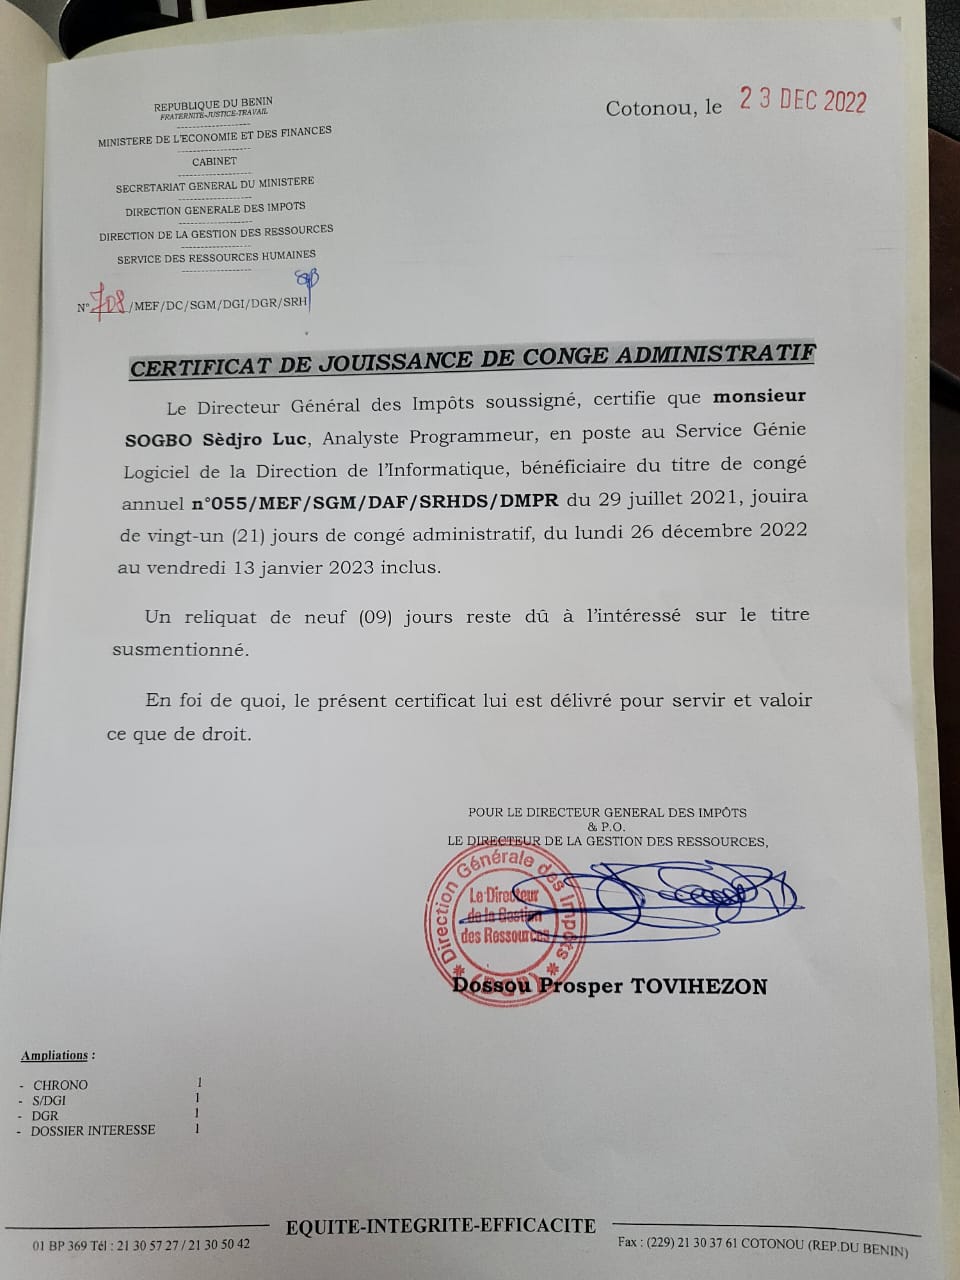 REPUBLIQUE DU BENIN
FRATERNITE-JUSTICE-TRAVAIL
MINISTERE DE L'ECONOMIE ET DES FINANCES
CABINET
SECRETARIAT GENERAL DU MINISTERE
DIRECTION GENERALE DES IMPOTS
DIRECTION DE LA GESTION DES RESSOURCES
SERVICE DES RESSOURCES HUMAINES
N° 708/MEF/DC/SGM/DGI/DGR/SRH
Cotonou, le 23 DEC 2022
CERTIFICAT DE JOUISSANCE DE CONGE ADMINISTRATIF
Le Directeur Général des Impôts soussigné, certifie que monsieur
SOGBO Sèdjro Luc, Analyste Programmeur, en poste au Service Génie
Logiciel de la Direction de l'Informatique, bénéficiaire du titre de congé
annuel n°055/MEF/SGM/DAF/SRHDS/DMPR du 29 juillet 2021, jouira
de vingt-un (21) jours de congé administratif, du lundi 26 décembre 2022
au vendredi 13 janvier 2023 inclus.
Un reliquat de neuf (09) jours reste dû à l'intéressé sur le titre
susmentionné.
En foi de quoi, le présent certificat lui est délivré pour servir et valoir
ce que de droit.
POUR LE DIRECTEUR GENERAL DES IMPÔTS
& P.O.
LE DIRECTEUR DE LA GESTION DES RESSOURCES,
Direction Générale des Impôts
Le Directeur
de la Gestion
des Ressources
(DGR)
Dossou Prosper TOVIHEZON
Ampliations :
- CHRONO 1
- S/DGI 1
- DGR 1
- DOSSIER INTERESSE 1
EQUITE-INTEGRITE-EFFICACITE
01 BP 369 Tél : 21 30 57 27 / 21 30 50 42
Fax : (229) 21 30 37 61 COTONOU (REP.DU BENIN)